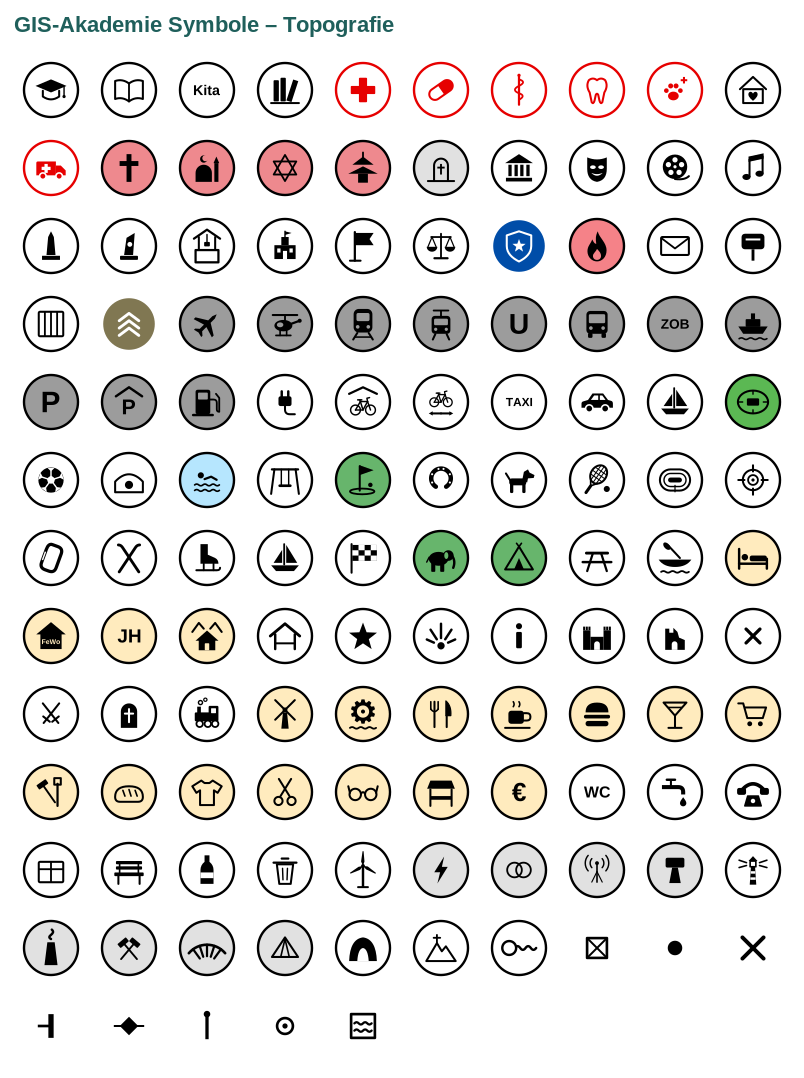 GIS-Akademie Symbole – Topografie
Kita
U
ZOB
P
P
TAXI
FeWo
JH
€
WC